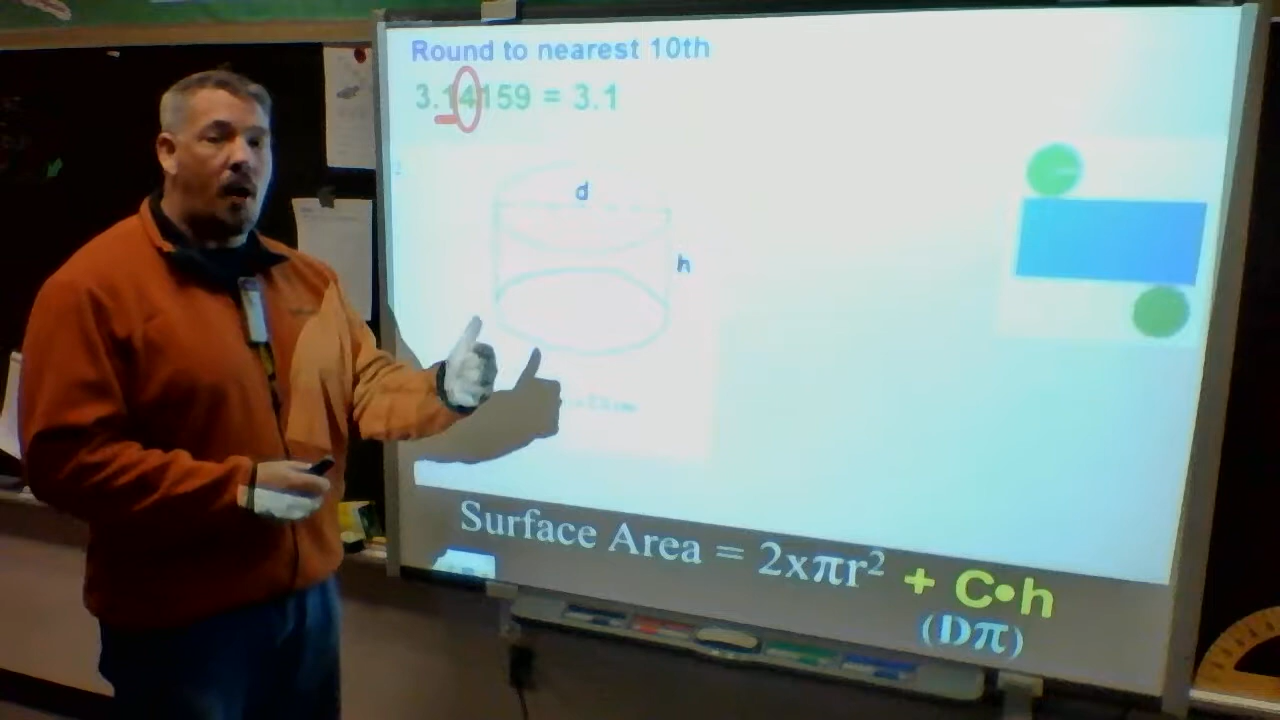 Round to nearest 10th
3.14159 = 3.1
d
h
Surface Area = 2xπr² + C•h
(Dπ)